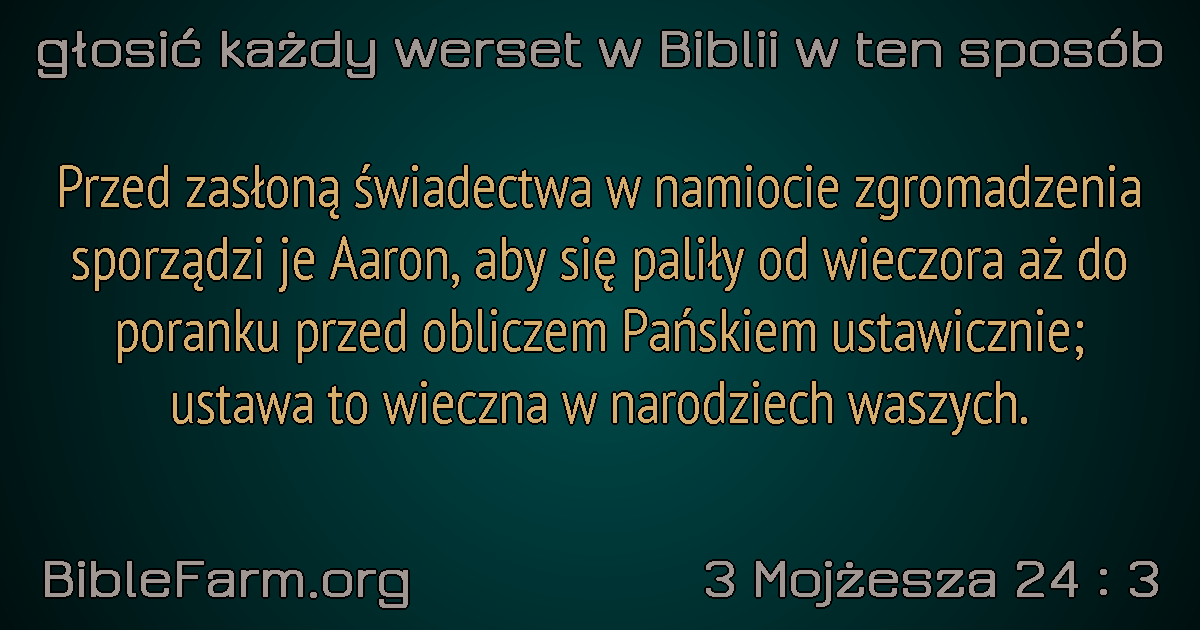 głosić każdy werset w Biblii w ten sposób
Przed zasłoną świadectwa w namiocie zgromadzenia
sporządzi je Aaron, aby się paliły od wieczora aż do
poranku przed obliczem Pańskiem ustawicznie;
ustawa to wieczna w narodziech waszych.
BibleFarm.org
3 Mojżesza 24 : 3